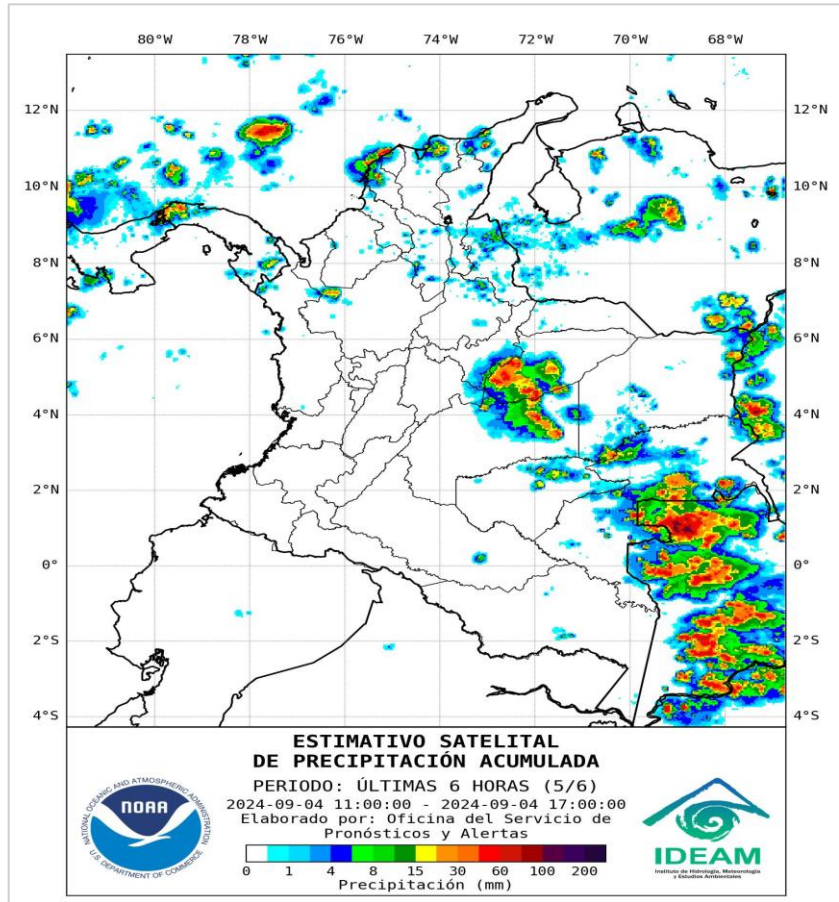 80°W 78°W 76°W 74°W 72°W 70°W 68°W
12°N 12°N
10°N 10°N
8°N 8°N
6°N 6°N
4°N 4°N
2°N 2°N
0° 0°
2°S 2°S
4°S 4°S
ESTIMATIVO SATELITAL
DE PRECIPITACIÓN ACUMULADA
PERIODO: ÚLTIMAS 6 HORAS (5/6)
2024-09-04 11:00:00 - 2024-09-04 17:00:00
Elaborado por: Oficina del Servicio de
Pronósticos y Alertas
0 1 4 8 15 30 60 100 200
Precipitación (mm)
NATIONAL OCEANIC AND ATMOSPHERIC ADMINISTRATION
NOAA
U.S. DEPARTMENT OF COMMERCE
IDEAM
Instituto de Hidrología, Meteorología
y Estudios Ambientales